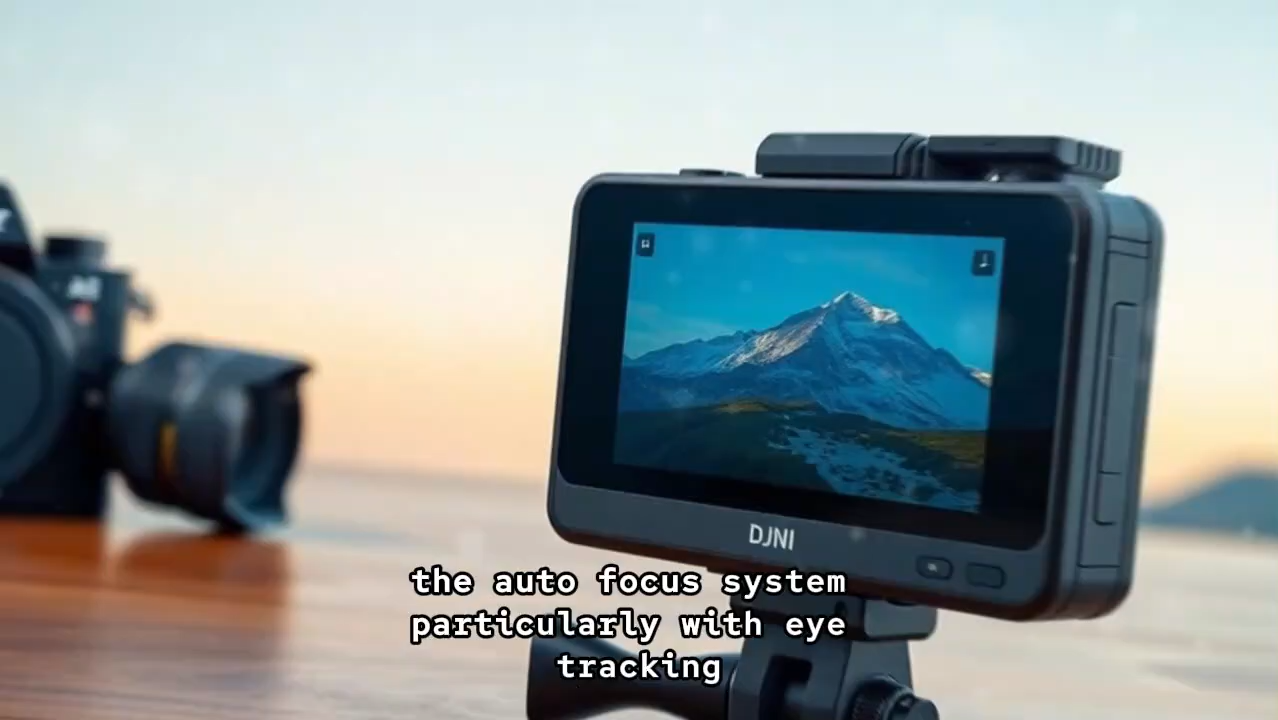 DJNI
the auto focus system
particularly with eye
tracking